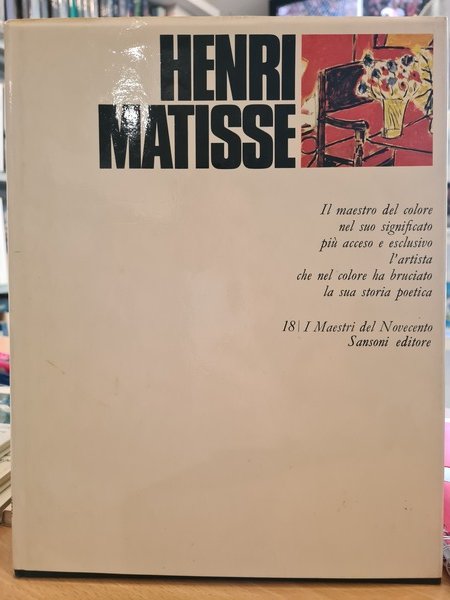 HENRI
MATISSE
Il maestro del colore
nel suo significato
più acceso e esclusivo
l'artista
che nel colore ha bruciato
la sua storia poetica
18 | I Maestri del Novecento
Sansoni editore